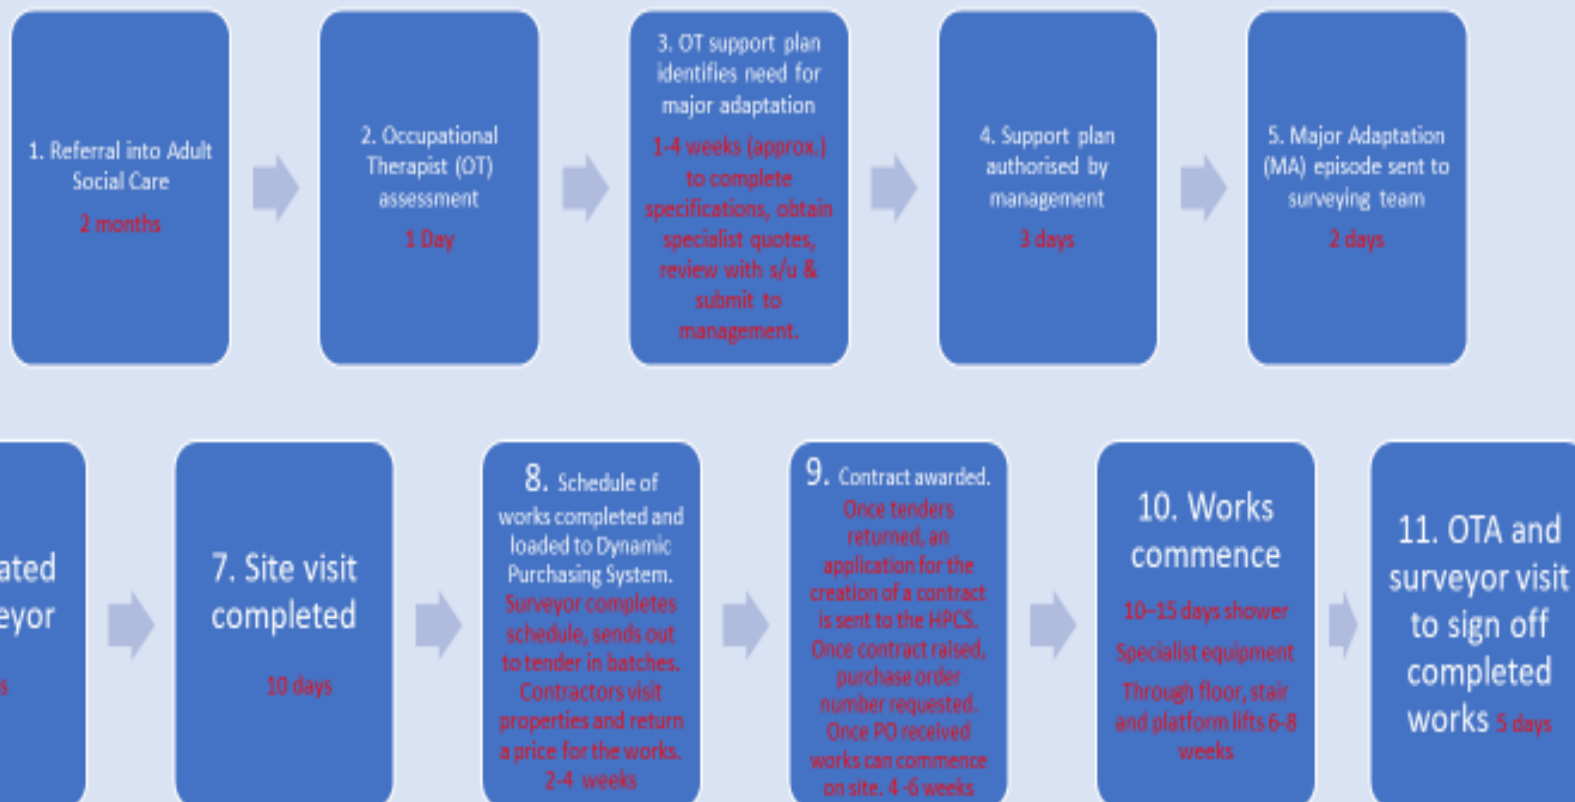 1. Referral into Adult
Social Care
2 months
2. Occupational
Therapist (OT)
assessment
1 Day
3. OT support plan
identifies need for
major adaptation
1-4 weeks (approx.)
to complete
specifications, obtain
specialist quotes,
review with s/u &
submit to
management.
4. Support plan
authorised by
management
3 days
5. Major Adaptation
(MA) episode sent to
surveying team
2 days
ated
eyor
s
7. Site visit
completed
10 days
8. Schedule of
works completed and
loaded to Dynamic
Purchasing System.
Surveyor completes
schedule, sends out
to tender in batches.
Contractors visit
properties and return
a price for the works.
2-4 weeks
9. Contract awarded.
Once tenders
returned, an
application for the
creation of a contract
is sent to the HPCS.
Once contract raised,
purchase order
number requested.
Once PO received
works can commence
on site. 4 -6 weeks
10. Works
commence
10–15 days shower
Specialist equipment
Through floor, stair
and platform lifts 6-8
weeks
11. OTA and
surveyor visit
to sign off
completed
works 5 days